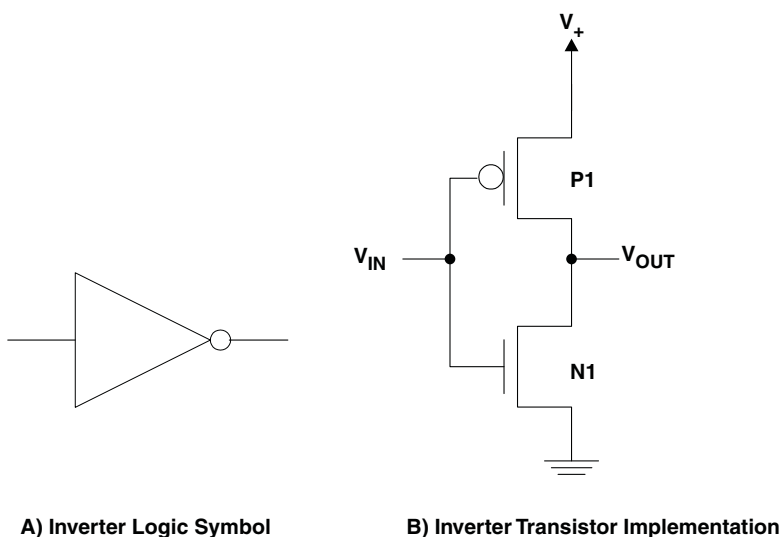 V+
P1
VIN
VOUT
N1
A) Inverter Logic Symbol
B) Inverter Transistor Implementation